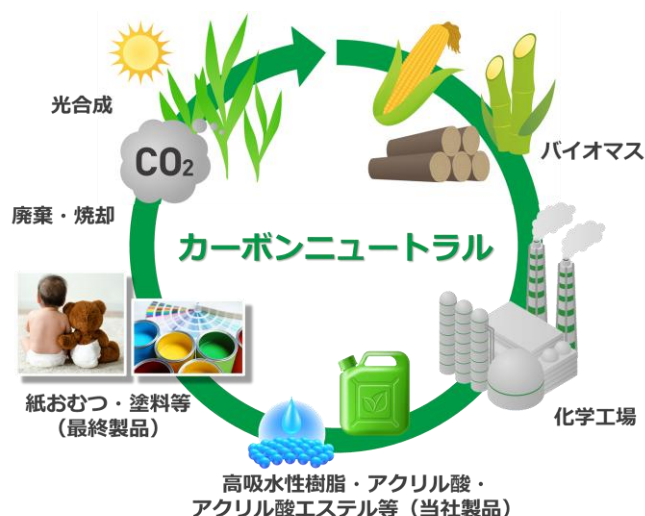 光合成
CO₂
バイオマス
廃棄・焼却
カーボンニュートラル
紙おむつ・塗料等
（最終製品）
化学工場
高吸水性樹脂・アクリル酸・
アクリル酸エステル等（当社製品）